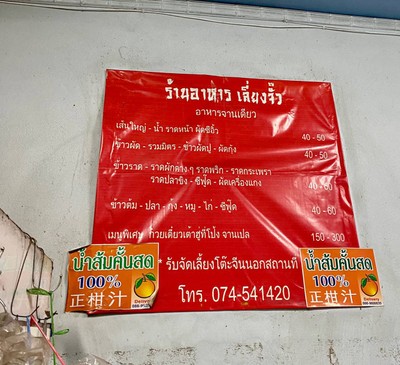 ร้านอาหาร เลี้ยงจิ้ว
อาหารจานเดียว
เส้นใหญ่ - น้ำ ราดหน้า ผัดซีอิ้ว 40 - 50
ข้าวผัด - รวมมิตร - ข้าวผัดปู - ผัดกุ้ง 40 - 50
ข้าวราด - ราดผัดต่างๆ ราดพริก - ราดกระเพรา
ราดปลาขิง - ซีฟู๊ด - ผัดเครื่องแกง 40 - 50
ข้าวต้ม - ปลา - กุ้ง - หมู - ไก่ - ซีฟู๊ด 40 - 60
เมนูพิเศษ ก๋วยเตี๋ยวเต้าฮู่ที่โป๋ง จานเปล 150 - 300
* รับจัดเลี้ยงโต๊ะจีนนอกสถานที่
โทร. 074-541420
น้ำส้มคั้นสด
100%
正柑汁
Delivery
น้ำส้มคั้นสด
100%
正柑汁
Delivery